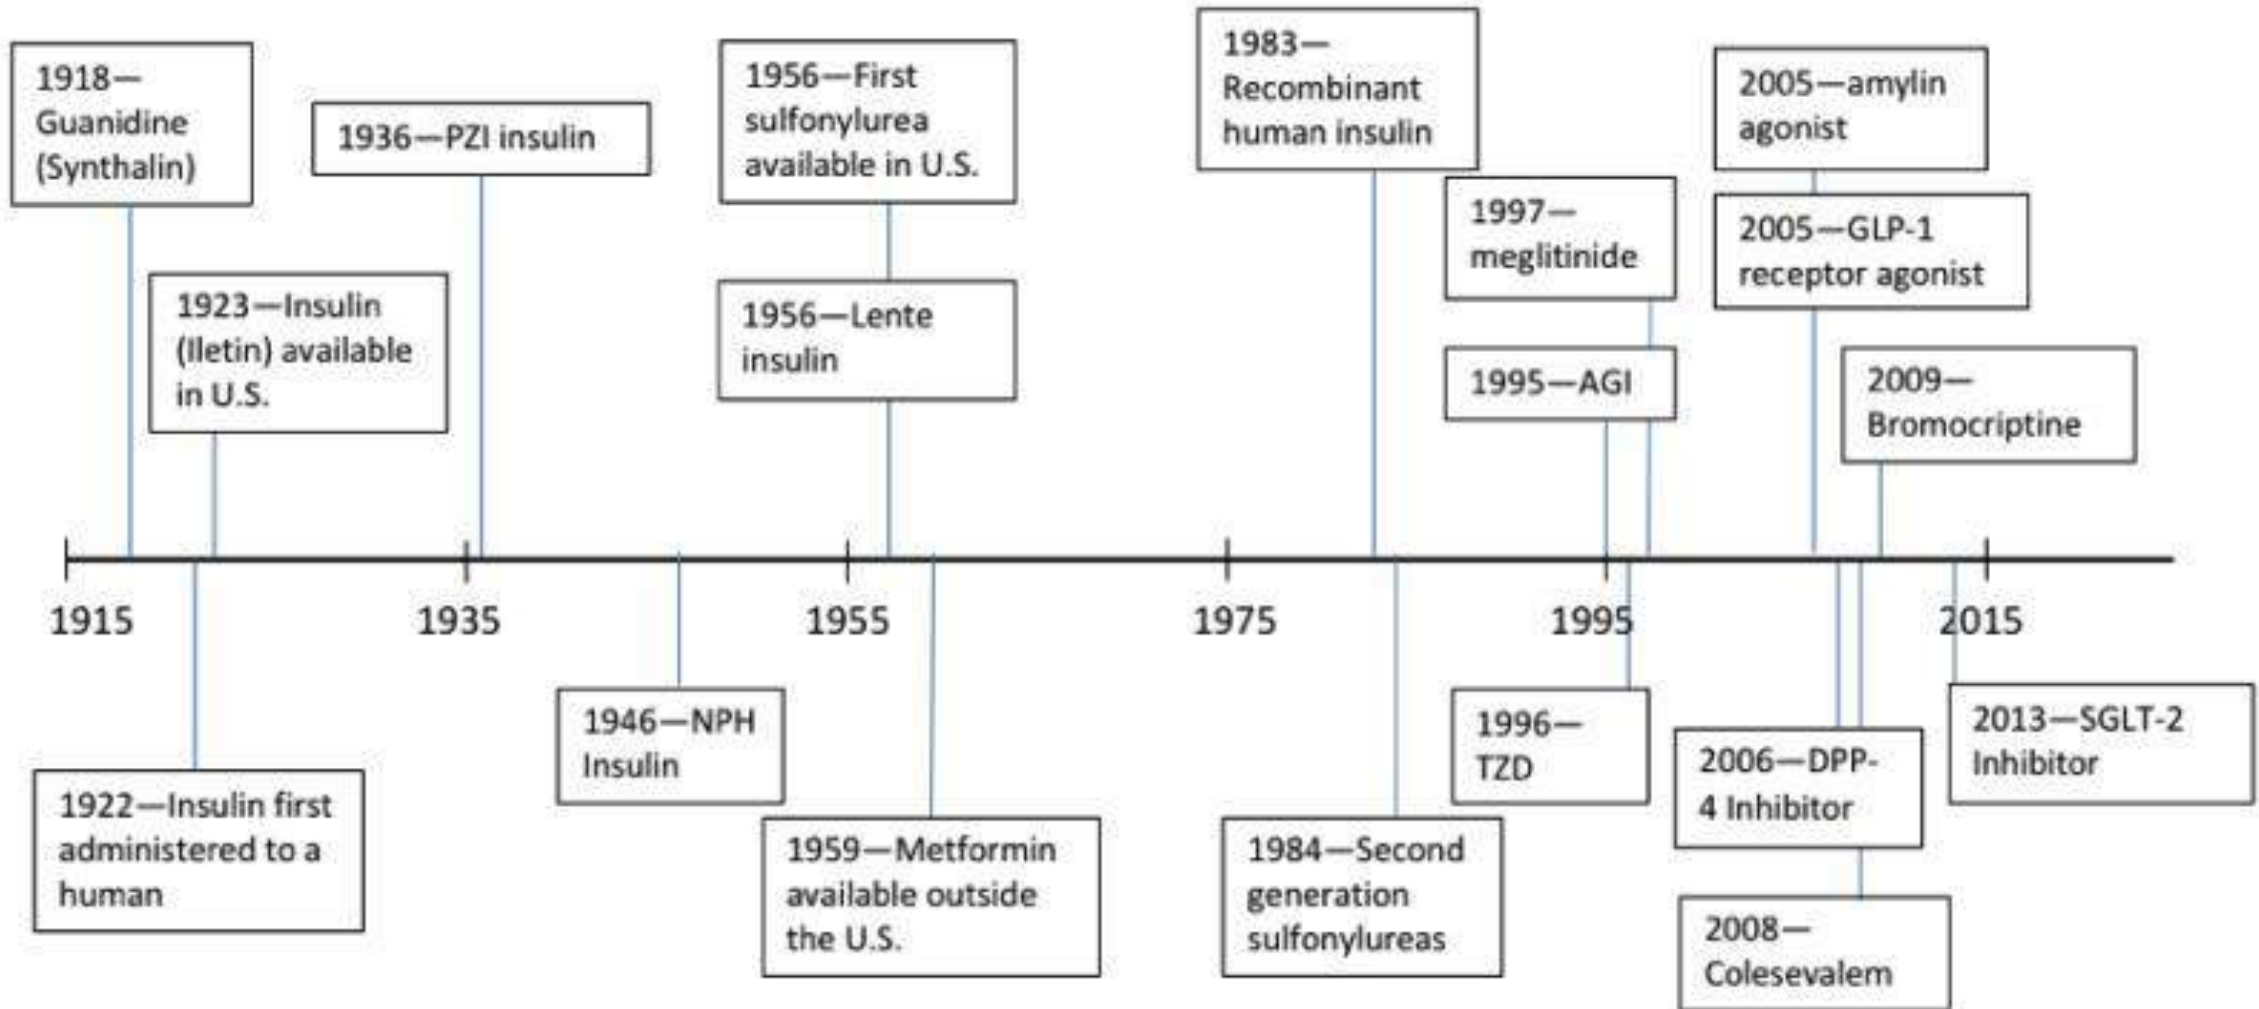 1918—
Guanidine
(Synthalin)
1923—Insulin
(Iletin) available
in U.S.
1936—PZI insulin
1956—First
sulfonylurea
available in U.S.
1956—Lente
insulin
1983—
Recombinant
human insulin
1997—
meglitinide
1995—AGI
2005—amylin
agonist
2005—GLP-1
receptor agonist
2009—
Bromocriptine
1915
1935
1955
1975
1995
2015
1922—Insulin first
administered to a
human
1946—NPH
Insulin
1959—Metformin
available outside
the U.S.
1984—Second
generation
sulfonylureas
1996—
TZD
2006—DPP-
4 Inhibitor
2008—
Colesevalem
2013—SGLT-2
Inhibitor